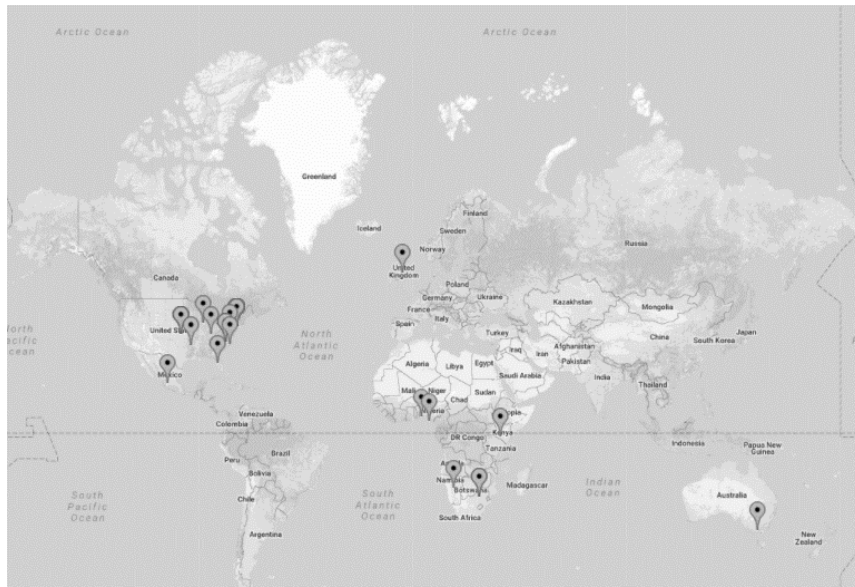 Arctic Ocean
Arctic Ocean
Greenland
Iceland
Finland
Sweden
Norway
Russia
United
Kingdom
Canada
Poland
Germany
Ukraine
France
Kazakhstan
Mongolia
Italy
Spain
Turkey
North
Atlantic
Ocean
Japan
South Korea
China
Afghanistan
Iraq
Iran
Pakistan
Algeria
Libya
Egypt
Saudi Arabia
India
Mexico
Thailand
Mali
Niger
Chad
Sudan
Venezuela
Colombia
DR Congo
Kenya
Tanzania
Indonesia
Papua New
Guinea
Peru
Brazil
Bolivia
Namibia
Botswana
Madagascar
Indian
Ocean
South
Pacific
Ocean
South
Atlantic
Ocean
Chile
Australia
South Africa
Argentina
New
Zealand